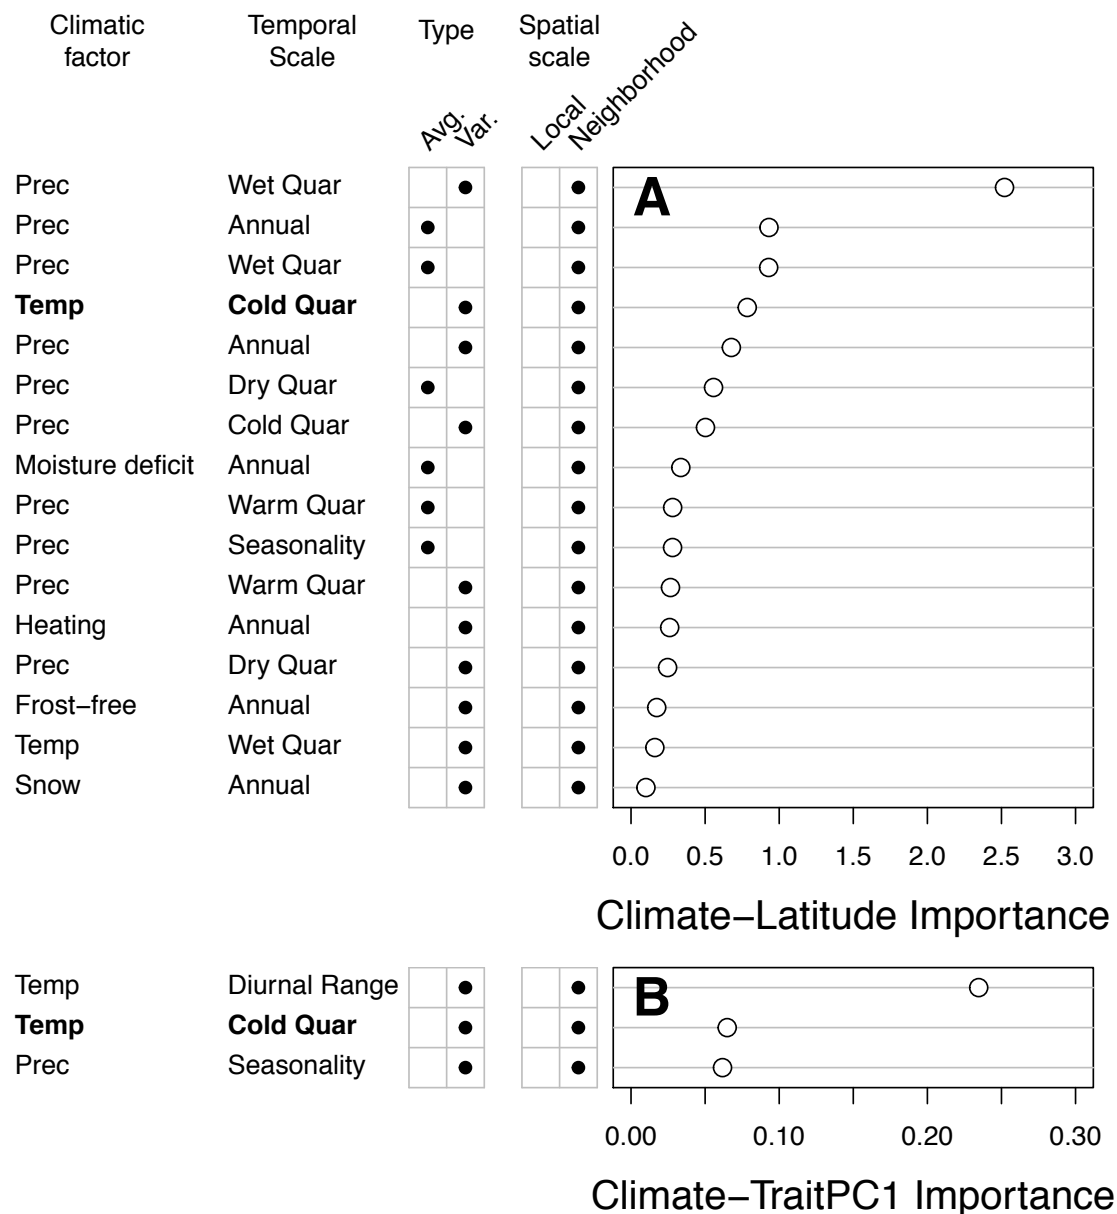 Climatic factor
Temporal Scale
Type
Spatial scale
Avg.
Var.
Local
Neighborhood
A
Prec Wet Quar
Prec Annual
Prec Wet Quar
Temp Cold Quar
Prec Annual
Prec Dry Quar
Prec Cold Quar
Moisture deficit Annual
Prec Warm Quar
Prec Seasonality
Prec Warm Quar
Heating Annual
Prec Dry Quar
Frost−free Annual
Temp Wet Quar
Snow Annual
0.0 0.5 1.0 1.5 2.0 2.5 3.0
Climate−Latitude Importance
B
Temp Diurnal Range
Temp Cold Quar
Prec Seasonality
0.00 0.10 0.20 0.30
Climate−TraitPC1 Importance